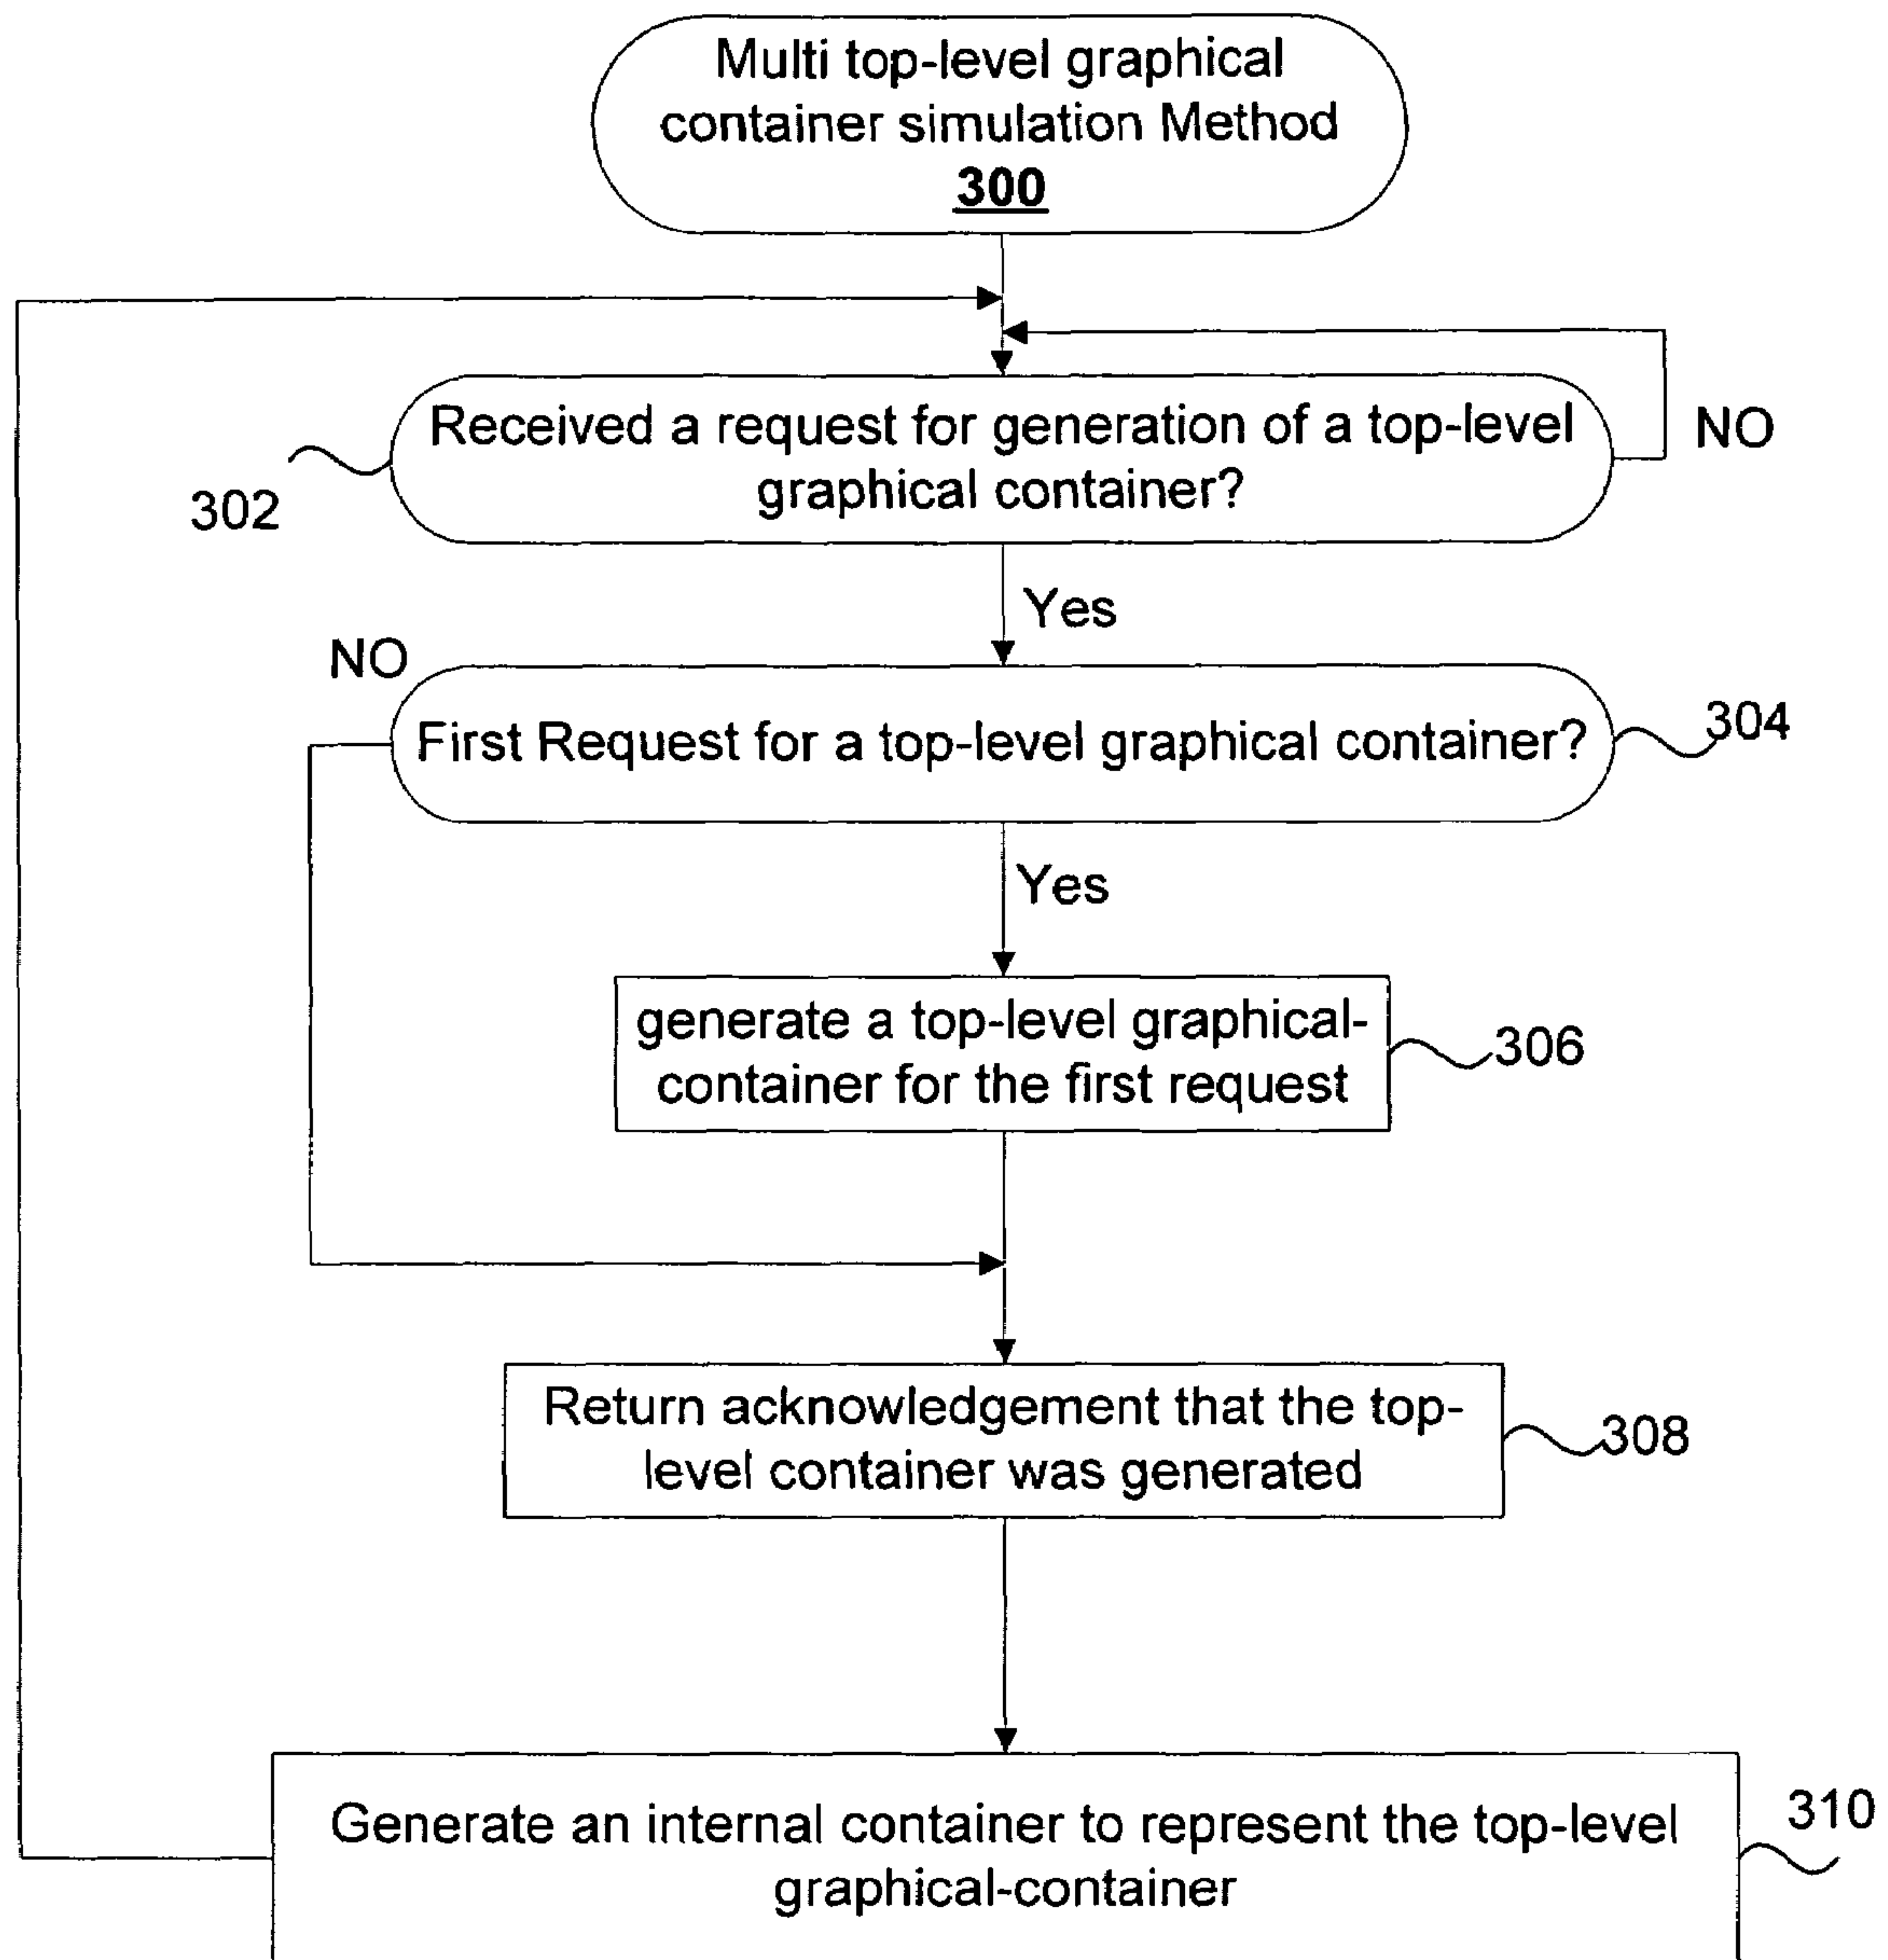 Multi top-level graphical
container simulation Method
300
Received a request for generation of a top-level
graphical container?
NO
302
Yes
NO
First Request for a top-level graphical container?
304
Yes
generate a top-level graphical-
container for the first request
306
Return acknowledgement that the top-
level container was generated
308
Generate an internal container to represent the top-level
graphical-container
310